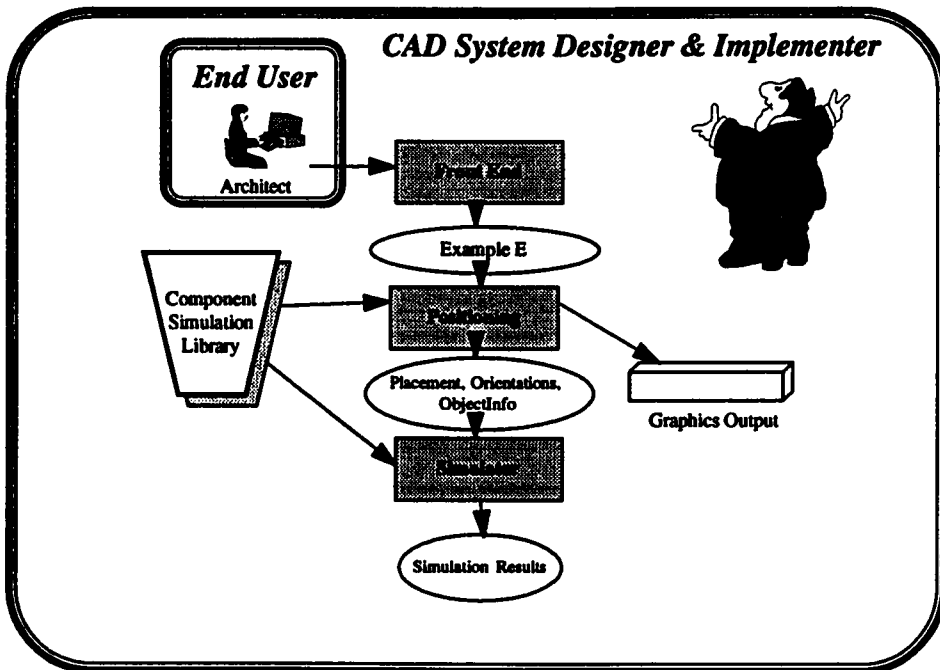 CAD System Designer & Implementer
End User
Architect
Front End
Example E
Component
Simulation
Library
Positioning
Placement, Orientations,
ObjectInfo
Graphics Output
Simulator
Simulation Results